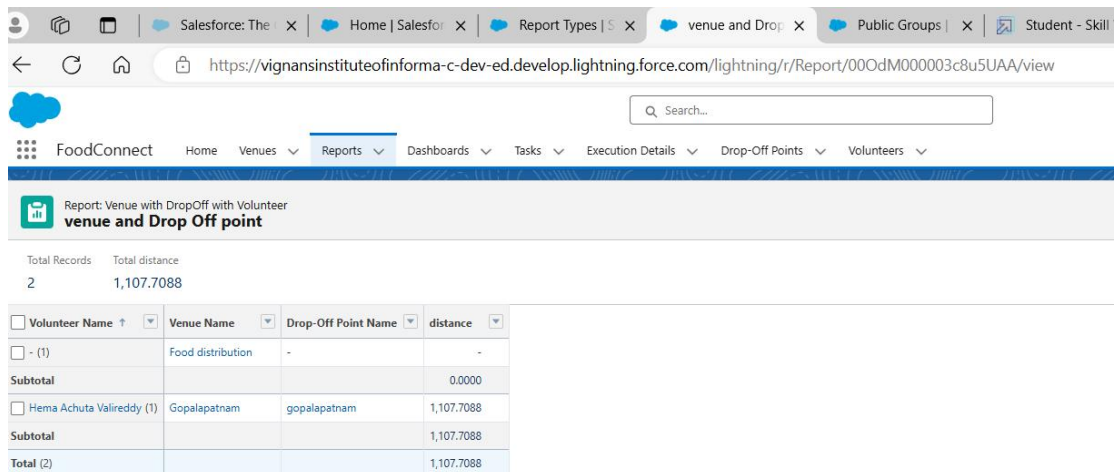 Salesforce: The
Home | Salesfor
Report Types | S
venue and Drop
Public Groups |
Student - Skill
https://vignansinstituteofinforma-c-dev-ed.develop.lightning.force.com/lightning/r/Report/00OdM000003c8u5UAA/view
Search...
FoodConnect Home Venues Reports Dashboards Tasks Execution Details Drop-Off Points Volunteers
Report: Venue with DropOff with Volunteer
venue and Drop Off point
Total Records Total distance
2 1,107.7088
Volunteer Name ↑ Venue Name Drop-Off Point Name distance
- (1) Food distribution - -
Subtotal 0.0000
Hema Achuta Valireddy (1) Gopalapatnam gopalapatnam 1,107.7088
Subtotal 1,107.7088
Total (2) 1,107.7088